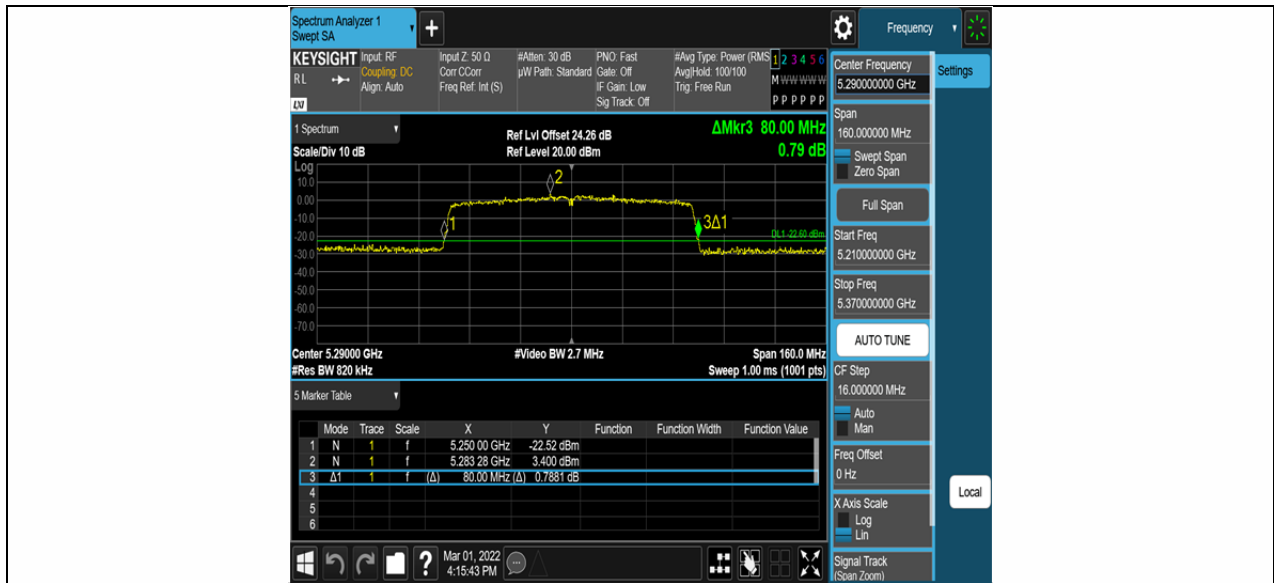 Spectrum Analyzer 1
Swept SA
+
Frequency
KEYSIGHT
RL
LXI
Input: RF
Coupling: DC
Align: Auto
Input Z: 50 Ω
Corr CCorr
Freq Ref: Int (S)
#Atten: 30 dB
µW Path: Standard
PNO: Fast
Gate: Off
IF Gain: Low
Sig Track: Off
#Avg Type: Power (RMS
Avg|Hold: 100/100
Trig: Free Run
1 2 3 4 5 6
M W W W W W
P P P P P P
Center Frequency
5.290000000 GHz
Settings
Span
160.000000 MHz
Swept Span
Zero Span
Full Span
Start Freq
5.210000000 GHz
Stop Freq
5.370000000 GHz
AUTO TUNE
CF Step
16.000000 MHz
Auto
Man
Freq Offset
0 Hz
X Axis Scale
Log
Lin
Signal Track
(Span Zoom)
Local
1 Spectrum
Scale/Div 10 dB
Ref Lvl Offset 24.26 dB
Ref Level 20.00 dBm
ΔMkr3 80.00 MHz
0.79 dB
Log
10.0
0.00
-10.0
-20.0
-30.0
-40.0
-50.0
-60.0
-70.0
2
1
3Δ1
DL1 -22.60 dBm
Center 5.29000 GHz
#Res BW 820 kHz
#Video BW 2.7 MHz
Span 160.0 MHz
Sweep 1.00 ms (1001 pts)
5 Marker Table
Mode Trace Scale X Y Function Function Width Function Value
1 N 1 f 5.250 00 GHz -22.52 dBm
2 N 1 f 5.283 28 GHz 3.400 dBm
3 Δ1 1 f (Δ) 80.00 MHz (Δ) 0.7881 dB
4
5
6
?
Mar 01, 2022
4:15:43 PM